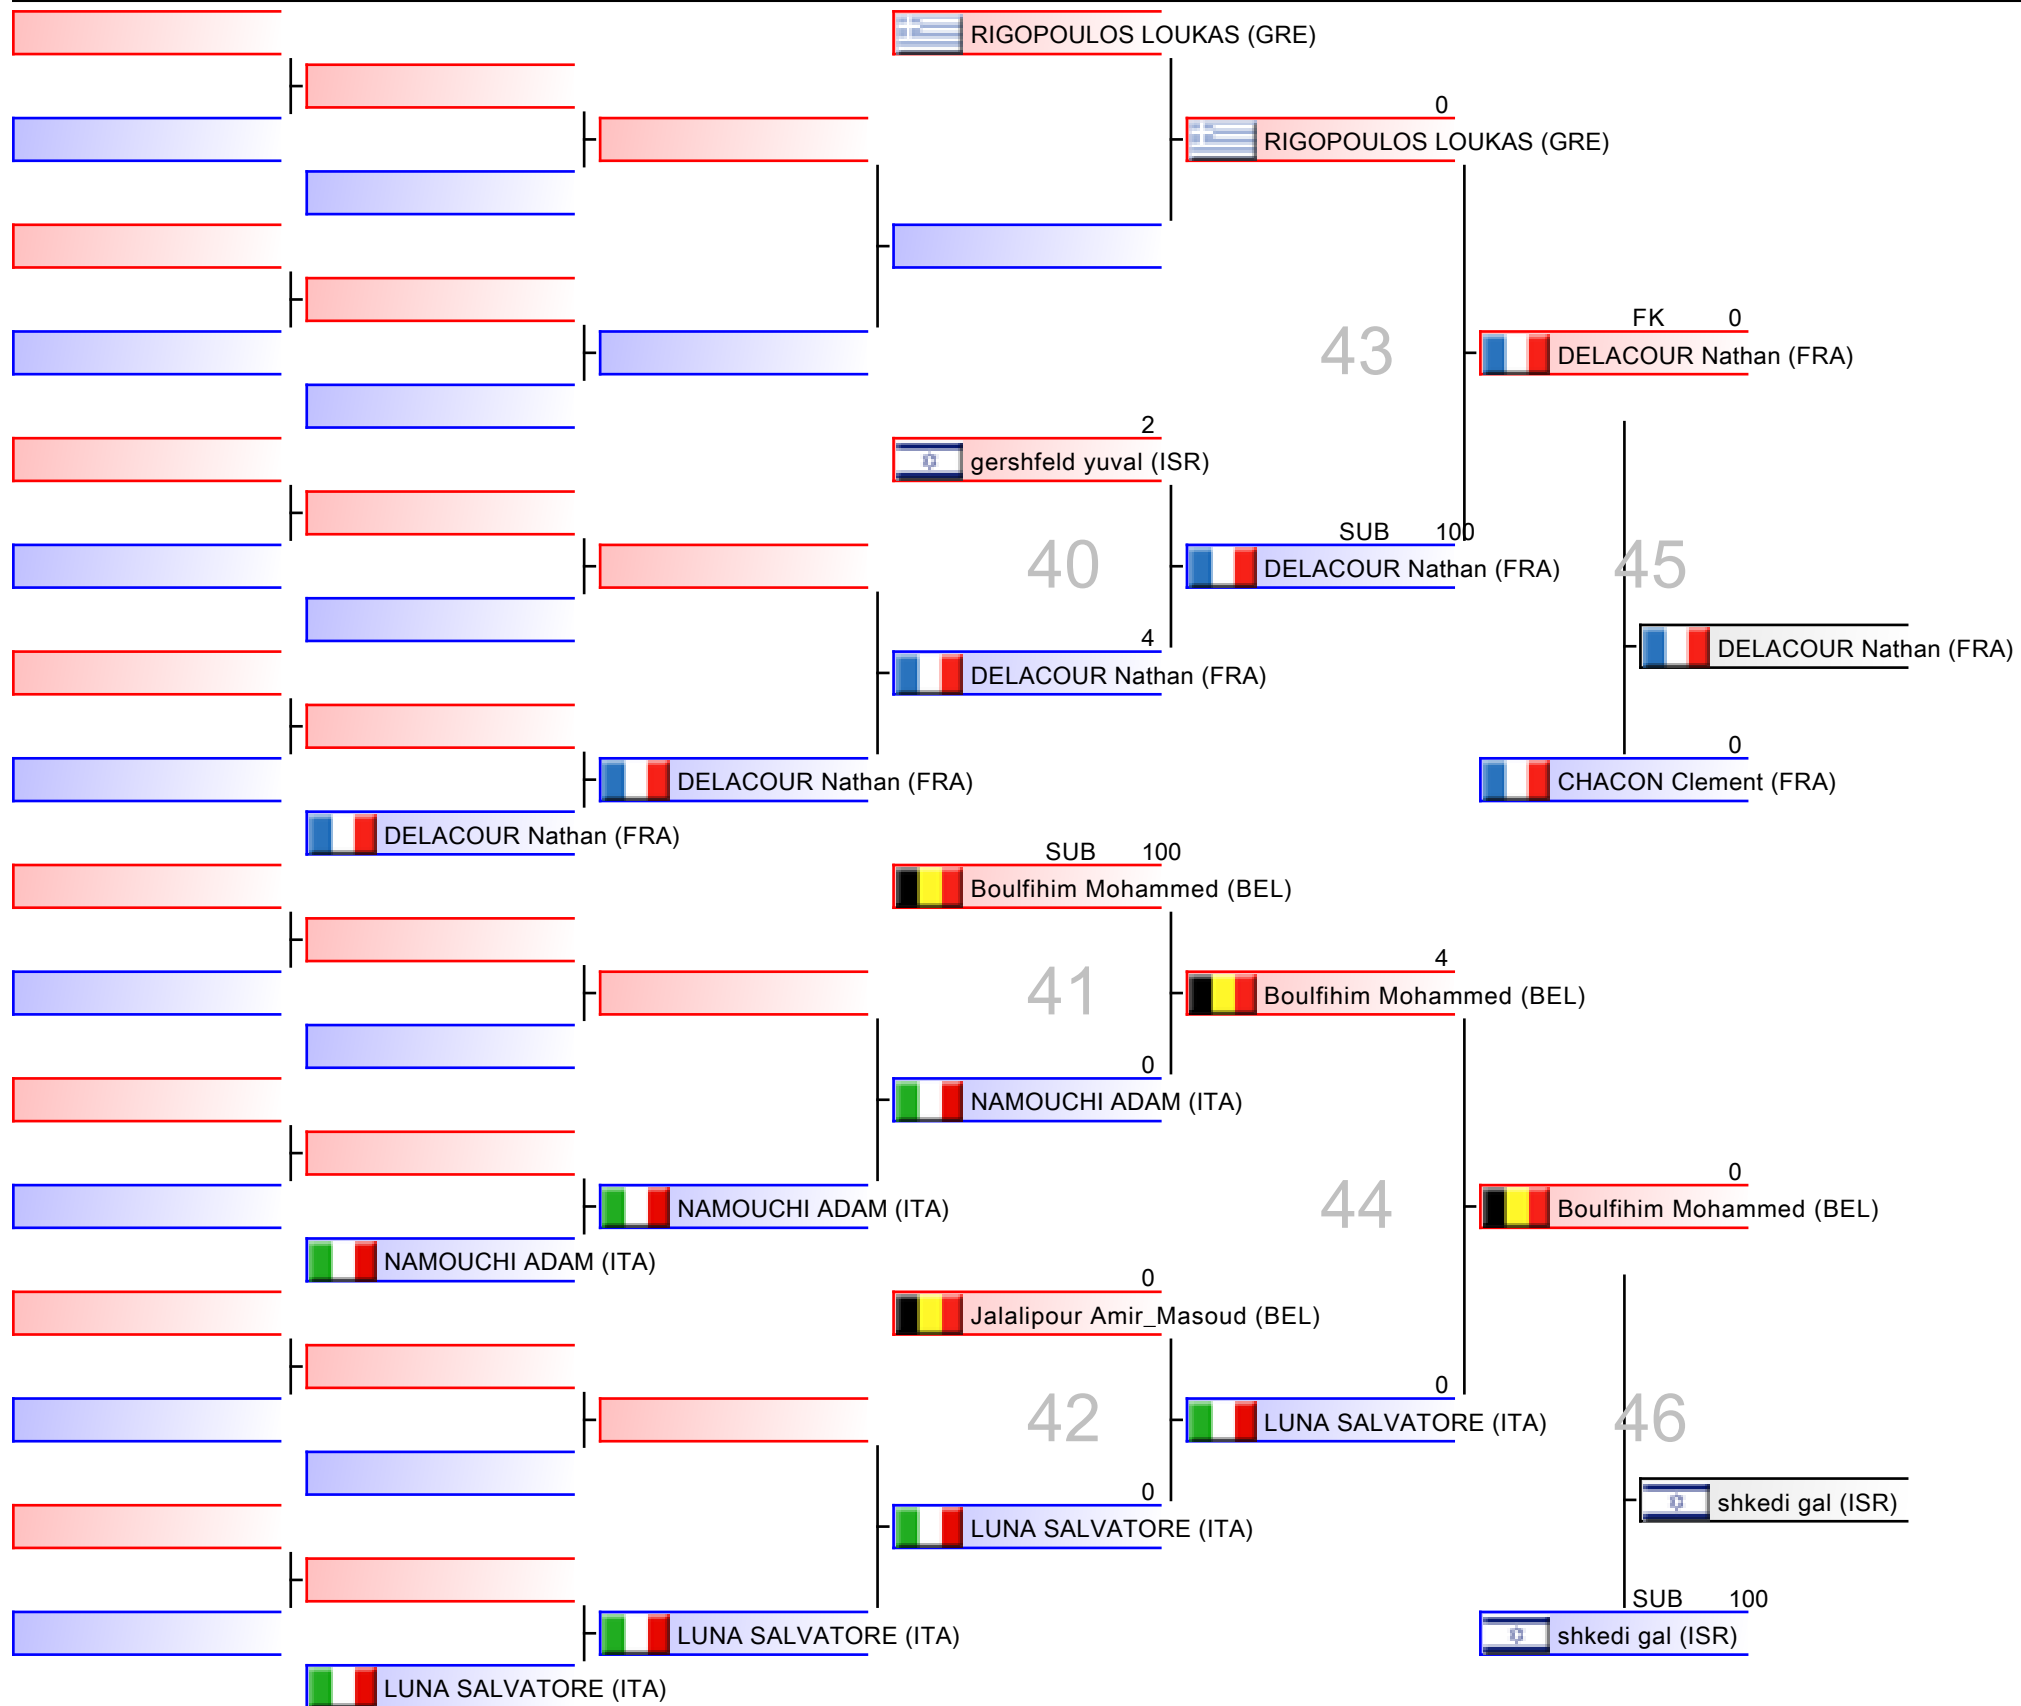 RIGOPOULOS LOUKAS (GRE)
0
RIGOPOULOS LOUKAS (GRE)
FK 0
43
DELACOUR Nathan (FRA)
2
gershfeld yuval (ISR)
SUB 100
40
DELACOUR Nathan (FRA)
45
4
DELACOUR Nathan (FRA)
DELACOUR Nathan (FRA)
0
DELACOUR Nathan (FRA)
CHACON Clement (FRA)
DELACOUR Nathan (FRA)
SUB 100
Boulfihim Mohammed (BEL)
4
41
Boulfihim Mohammed (BEL)
0
NAMOUCHI ADAM (ITA)
0
NAMOUCHI ADAM (ITA)
44
Boulfihim Mohammed (BEL)
NAMOUCHI ADAM (ITA)
0
Jalalipour Amir_Masoud (BEL)
0
42
LUNA SALVATORE (ITA)
46
0
shkedi gal (ISR)
LUNA SALVATORE (ITA)
SUB 100
LUNA SALVATORE (ITA)
shkedi gal (ISR)
LUNA SALVATORE (ITA)